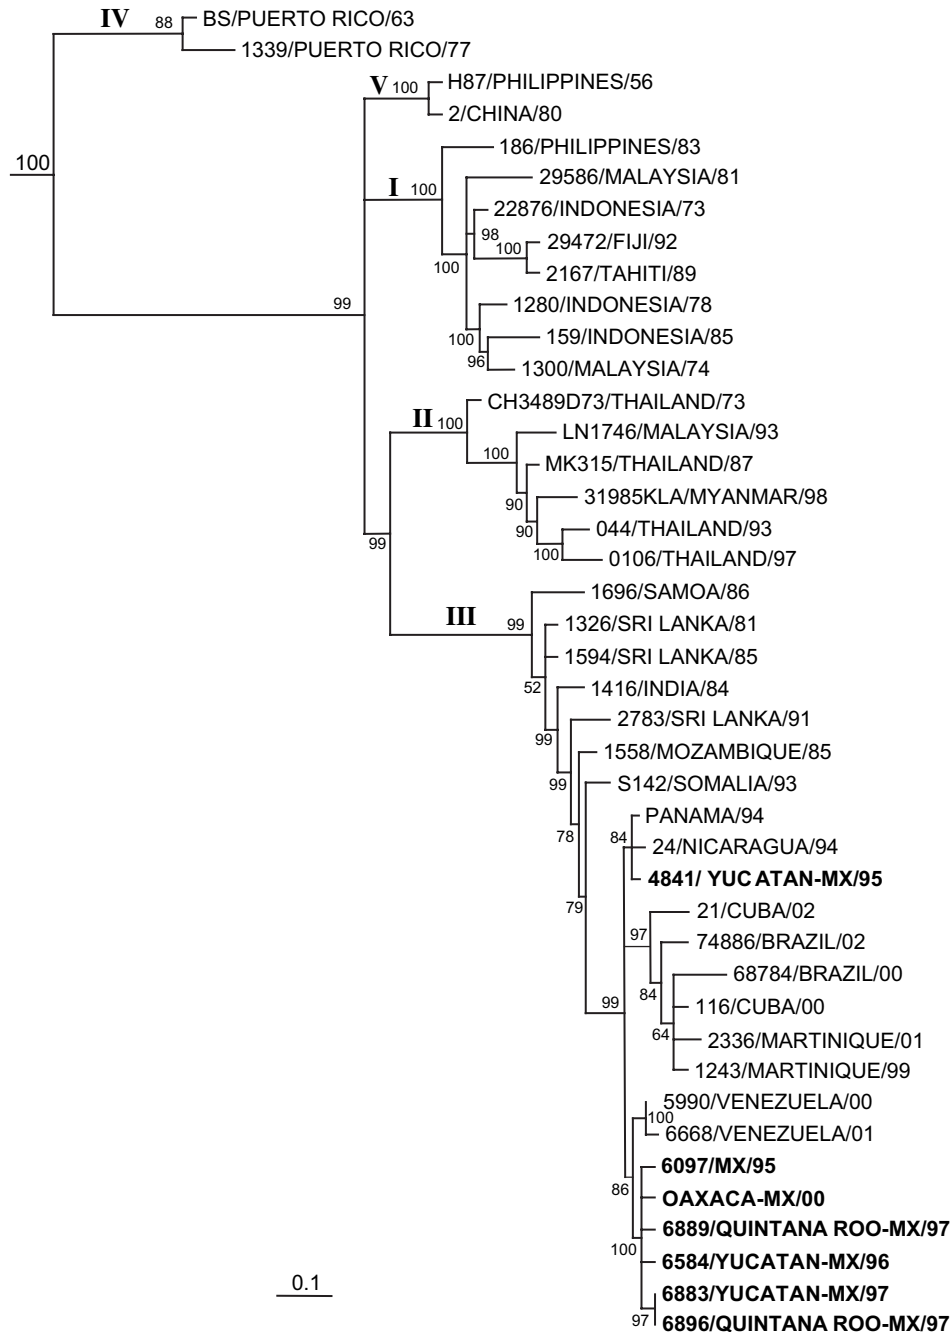 IV
88
BS/PUERTO RICO/63
1339/PUERTO RICO/77
V
100
H87/PHILIPPINES/56
2/CHINA/80
100
186/PHILIPPINES/83
I
100
29586/MALAYSIA/81
22876/INDONESIA/73
98
29472/FIJI/92
100
2167/TAHITI/89
100
1280/INDONESIA/78
99
159/INDONESIA/85
100
96
1300/MALAYSIA/74
CH3489D73/THAILAND/73
II
100
LN1746/MALAYSIA/93
100
MK315/THAILAND/87
31985KLA/MYANMAR/98
90
044/THAILAND/93
90
99
100
0106/THAILAND/97
1696/SAMOA/86
III
99
1326/SRI LANKA/81
1594/SRI LANKA/85
52
1416/INDIA/84
2783/SRI LANKA/91
99
1558/MOZAMBIQUE/85
99
S142/SOMALIA/93
PANAMA/94
78
84
24/NICARAGUA/94
4841/ YUCATAN-MX/95
79
21/CUBA/02
97
74886/BRAZIL/02
68784/BRAZIL/00
84
99
116/CUBA/00
64
2336/MARTINIQUE/01
1243/MARTINIQUE/99
5990/VENEZUELA/00
100
6668/VENEZUELA/01
6097/MX/95
86
OAXACA-MX/00
6889/QUINTANA ROO-MX/97
100
6584/YUCATAN-MX/96
0.1
6883/YUCATAN-MX/97
97
6896/QUINTANA ROO-MX/97